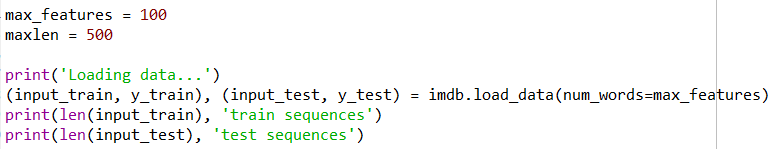 max_features = 100
maxlen = 500
print('Loading data...')
(input_train, y_train), (input_test, y_test) = imdb.load_data(num_words=max_features)
print(len(input_train), 'train sequences')
print(len(input_test), 'test sequences')